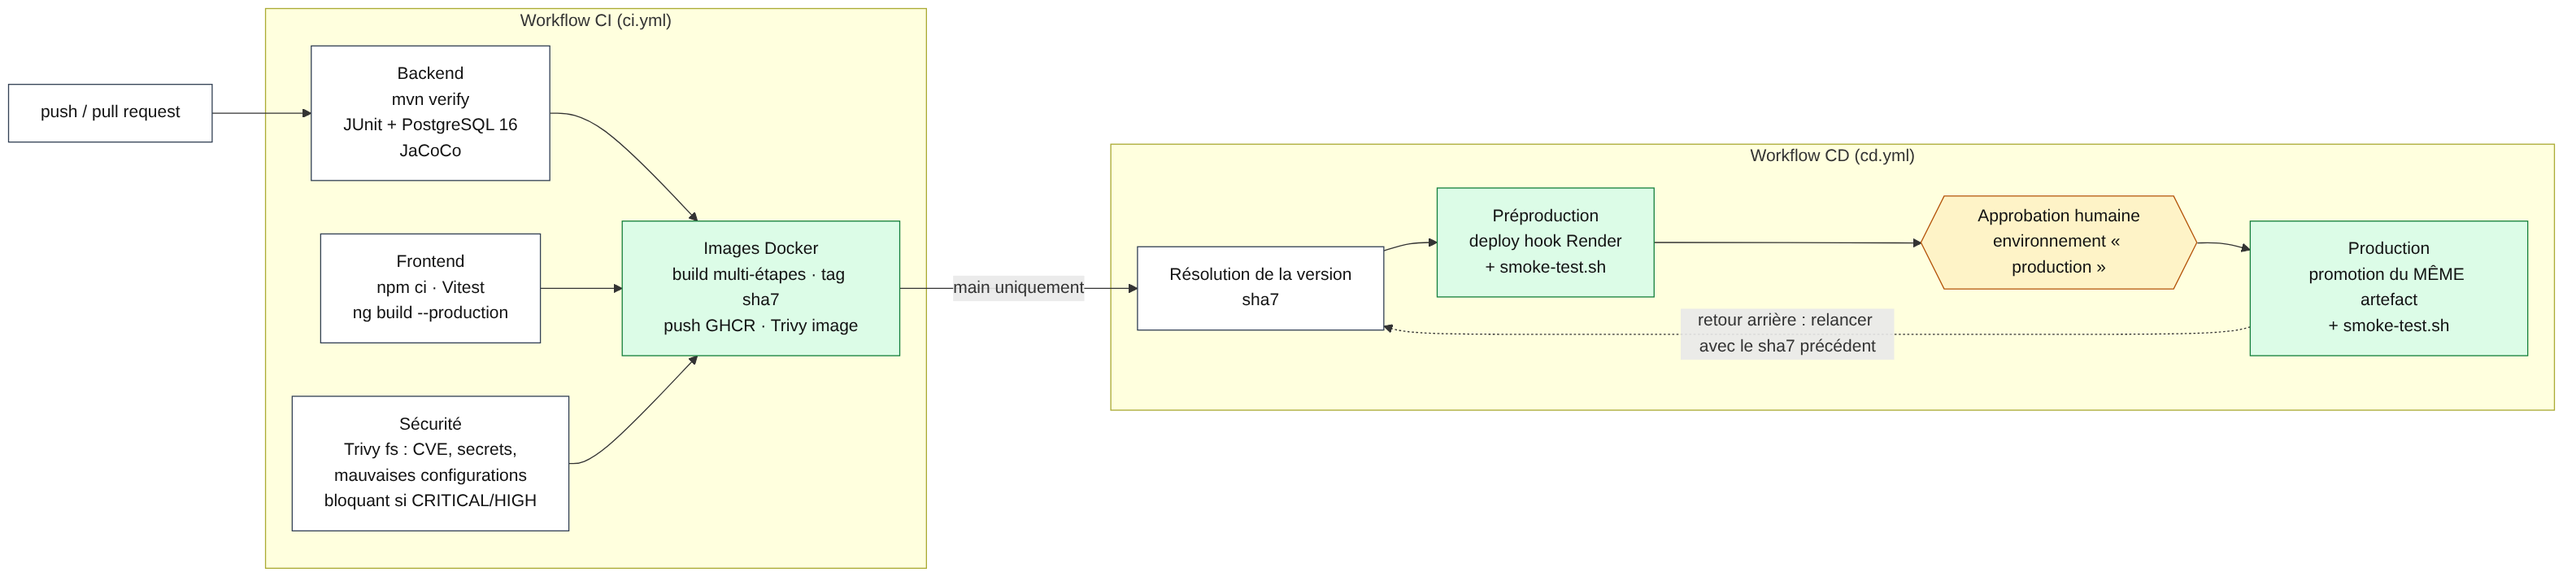 Workflow CI (ci.yml)
push / pull request
Backend
mvn verify
JUnit + PostgreSQL 16
JaCoCo
Frontend
npm ci · Vitest
ng build --production
Sécurité
Trivy fs : CVE, secrets,
mauvaises configurations
bloquant si CRITICAL/HIGH
Images Docker
build multi-étapes · tag
sha7
push GHCR · Trivy image
main uniquement
Workflow CD (cd.yml)
Résolution de la version
sha7
Préproduction
deploy hook Render
+ smoke-test.sh
Approbation humaine
environnement «
production »
Production
promotion du MÊME
artefact
+ smoke-test.sh
retour arrière : relancer
avec le sha7 précédent